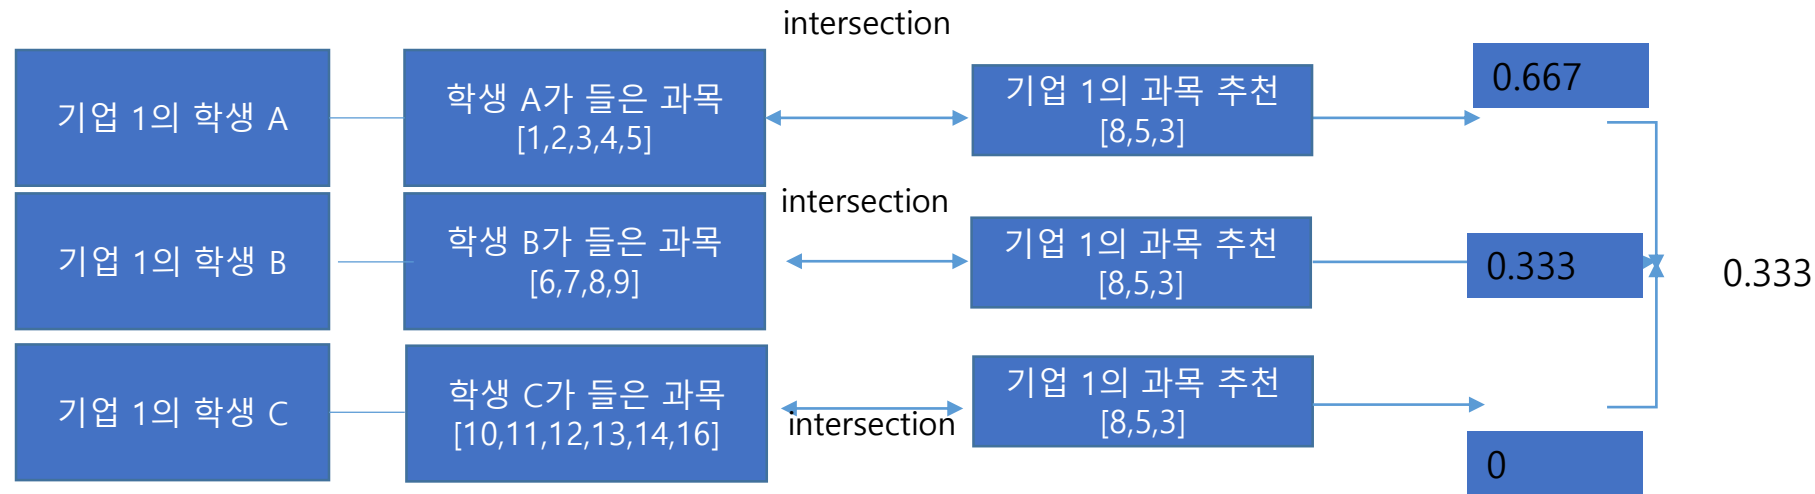 intersection
기업 1의 학생 A
학생 A가 들은 과목
[1,2,3,4,5]
기업 1의 과목 추천
[8,5,3]
0.667
intersection
기업 1의 학생 B
학생 B가 들은 과목
[6,7,8,9]
기업 1의 과목 추천
[8,5,3]
0.333
0.333
기업 1의 학생 C
학생 C가 들은 과목
[10,11,12,13,14,16]
intersection
기업 1의 과목 추천
[8,5,3]
0